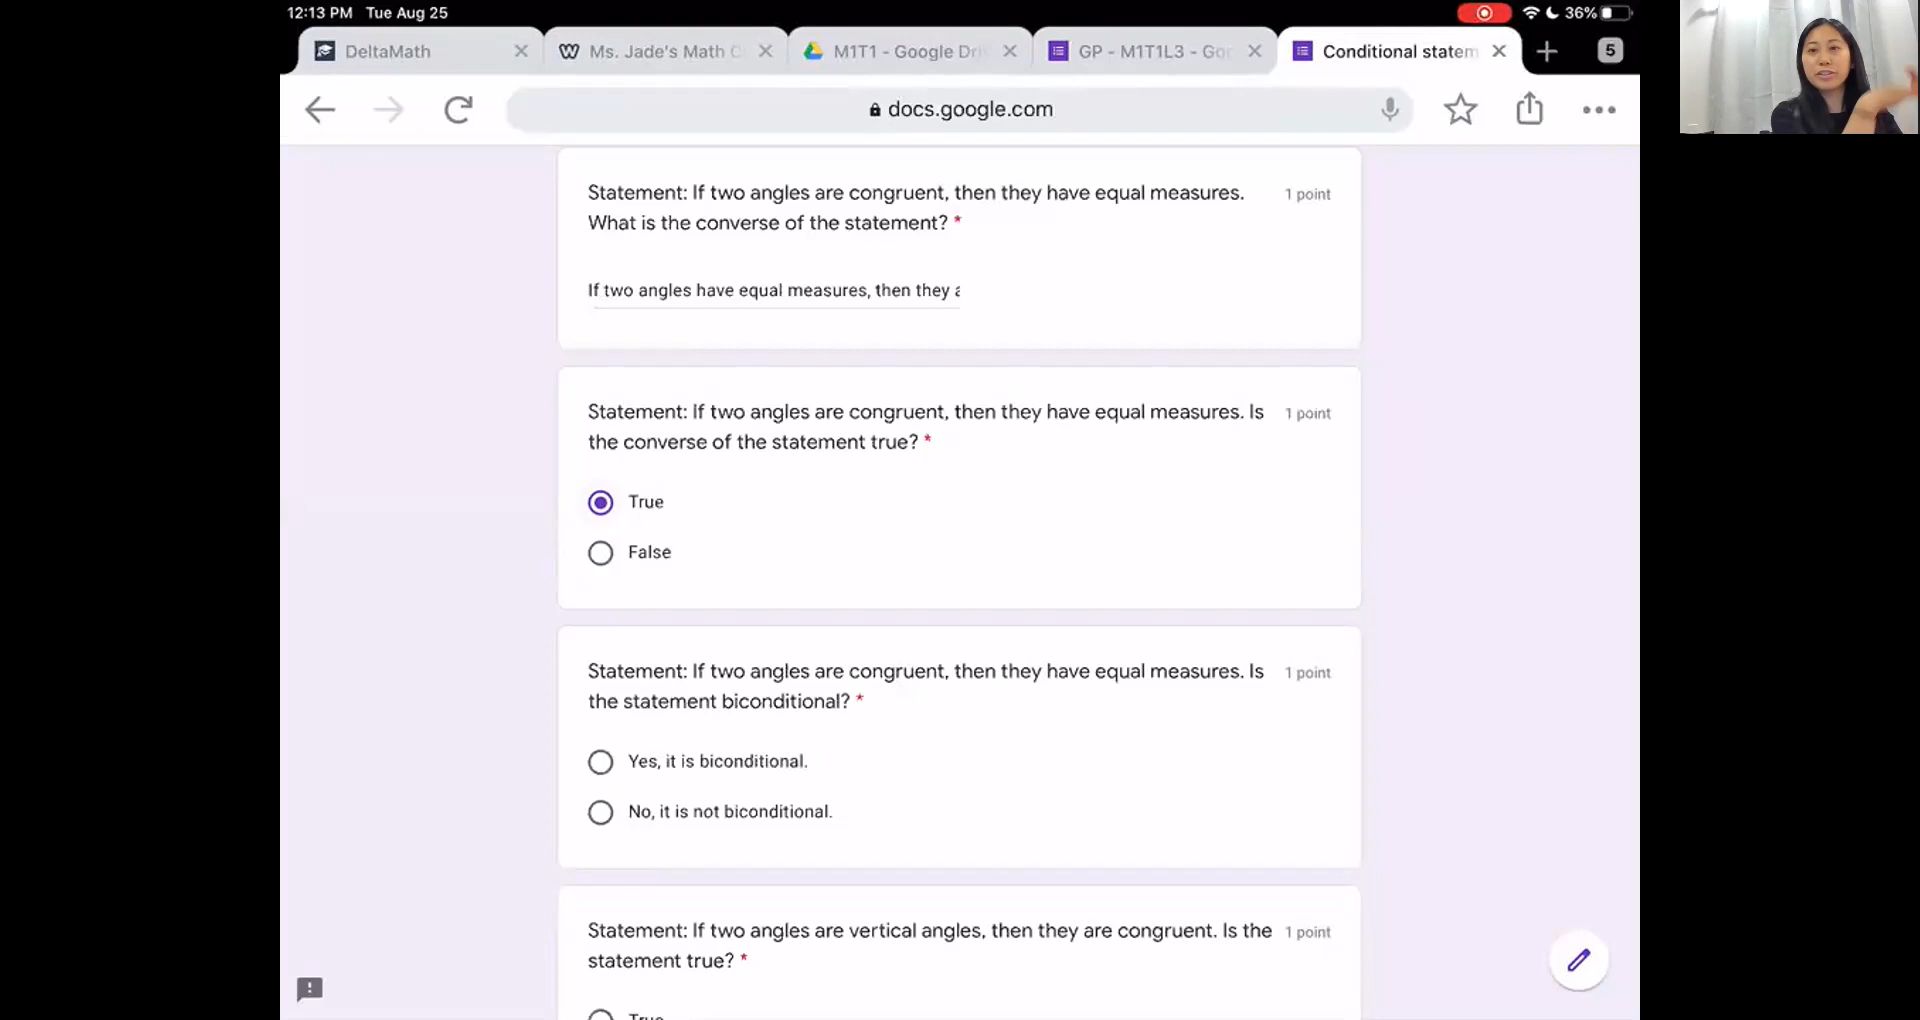 12:13 PM Tue Aug 25
36%
DeltaMath
Ms. Jade's Math C
M1T1 - Google Dri
GP - M1T1L3 - Goo
Conditional statem
5
docs.google.com
Statement: If two angles are congruent, then they have equal measures.
1 point
What is the converse of the statement? *
If two angles have equal measures, then they a
Statement: If two angles are congruent, then they have equal measures. Is
1 point
the converse of the statement true? *
True
False
Statement: If two angles are congruent, then they have equal measures. Is
1 point
the statement biconditional? *
Yes, it is biconditional.
No, it is not biconditional.
Statement: If two angles are vertical angles, then they are congruent. Is the
1 point
statement true? *
True